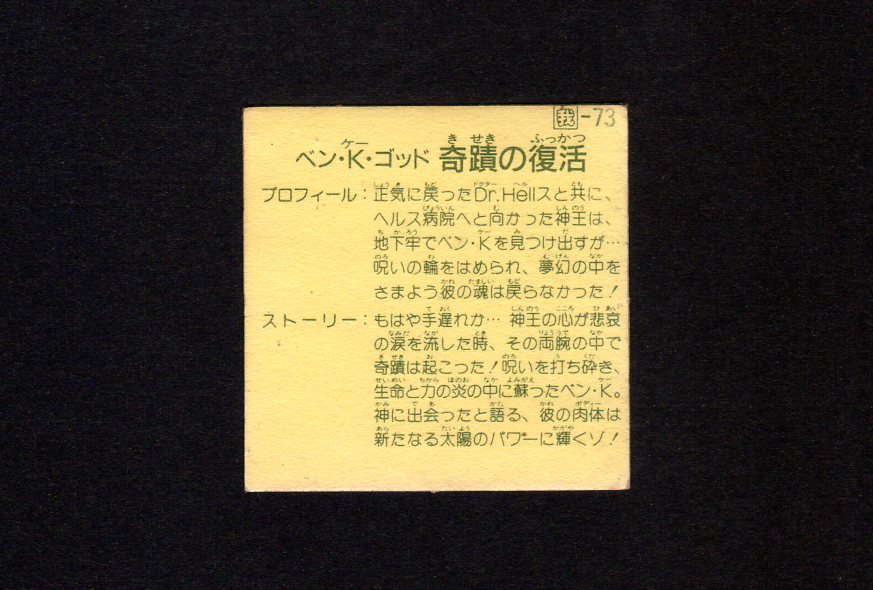 我-73
ベン・K・ゴッド 奇蹟の復活
プロフィール：正気に戻ったDr.Hellスと共に、
ヘルス病院へと向かった神王は、
地下牢でベン・Kを見つけ出すが…
呪いの輪をはめられ、夢幻の中を
さまよう彼の魂は戻らなかった！
ストーリー：もはや手遅れか… 神王の心が悲哀
の涙を流した時、その両腕の中で
奇蹟は起こった！呪いを打ち砕き、
生命と力の炎の中に蘇ったベン・K。
神に出会ったと語る、彼の肉体は
新たなる太陽のパワーに輝くゾ！